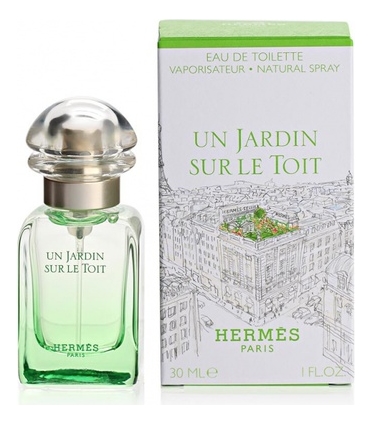 EAU DE TOILETTE
VAPORISATEUR • NATURAL SPRAY
UN JARDIN
SUR LE TOIT
HERMÈS
PARIS
30 ML℮ 1 FL.OZ
UN JARDIN
SUR LE TOIT
HERMÈS
PARIS